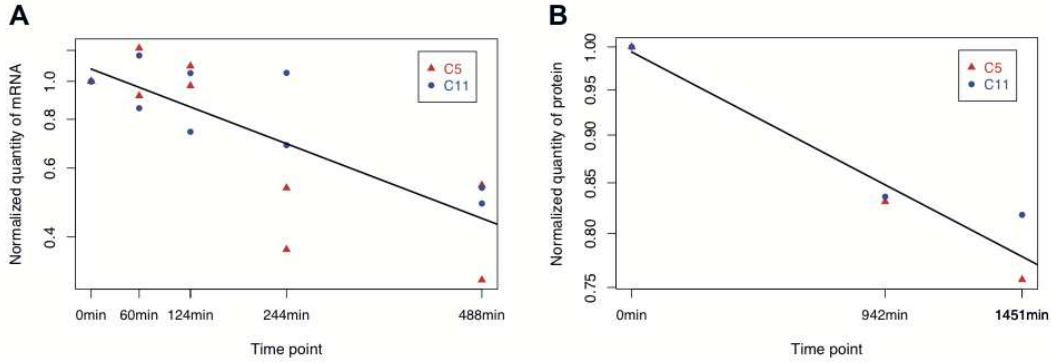 A
Normalized quantity of mRNA
1.0
0.8
0.6
0.4
C5
C11
0min
60min
124min
244min
488min
Time point
B
Normalized quantity of protein
1.00
0.95
0.90
0.85
0.80
0.75
C5
C11
0min
942min
1451min
Time point